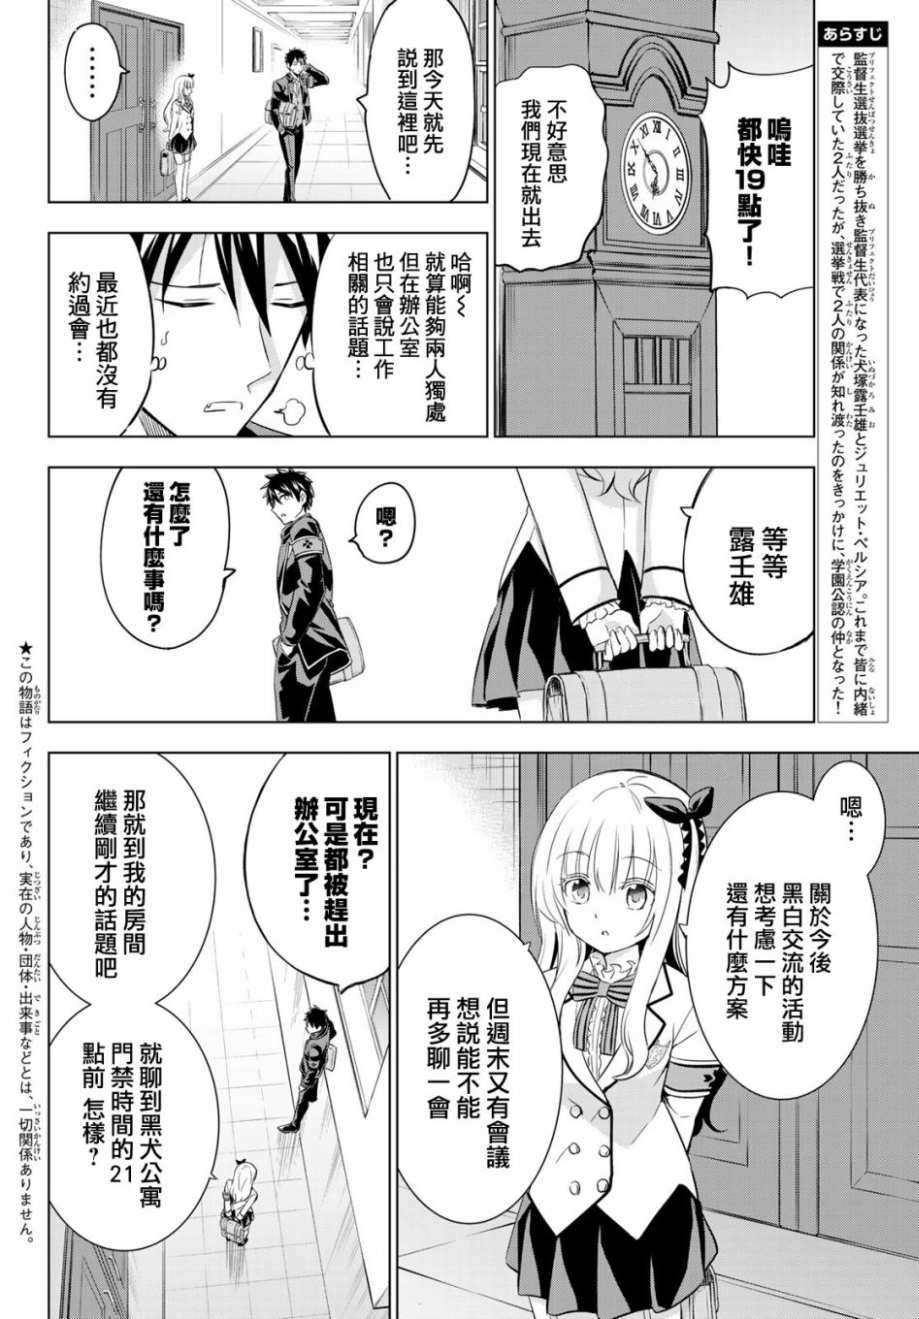 あらすじ
監督生選抜選挙を勝ち抜き監督生代表になった犬塚露壬雄とジュリエット・ペルシア。これまで皆に内緒
で交際していた2人だったが、選挙戦で2人の関係が知れ渡ったのをきっかけに、学園公認の仲となった!
嗚哇
都快19點了!
不好意思
我們現在就出去
那今天就先
說到這裡吧…
……
哈啊～
就算能夠兩人獨處
但在辦公室
也只會說工作
相關的話題…
最近也都沒有
約過會…
等等
露壬雄
嗯?
怎麼了
還有什麼事嗎?
嗯…
關於今後
黑白交流的活動
想考慮一下
還有什麼方案
但週末又有會議
想說能不能
再多聊一會
現在?
可是都被趕出
辦公室了…
那就到我的房間
繼續剛才的話題吧
就聊到黑犬公寓
門禁時間的21
點前 怎樣?
★この物語はフィクションであり、実在の人物・団体・出来事などとは、一切関係ありません。